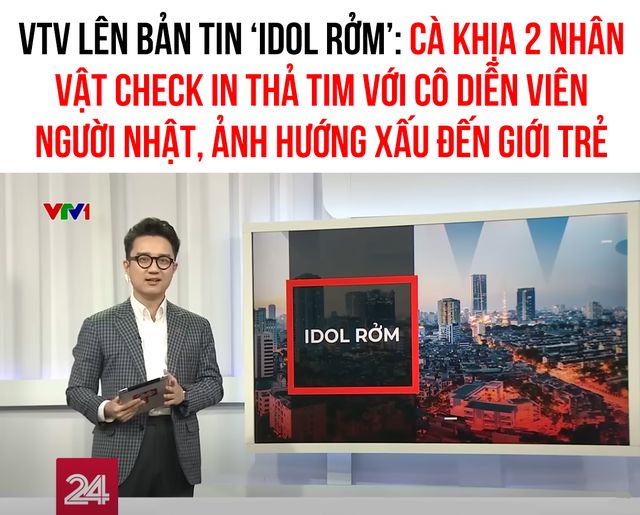 VTV LÊN BẢN TIN ‘IDOL RỞM’: CÀ KHỊA 2 NHÂN
VẬT CHECK IN THẢ TIM VỚI CÔ DIỄN VIÊN
NGƯỜI NHẬT, ẢNH HƯỚNG XẤU ĐẾN GIỚI TRẺ
VTV1
IDOL RỞM
24